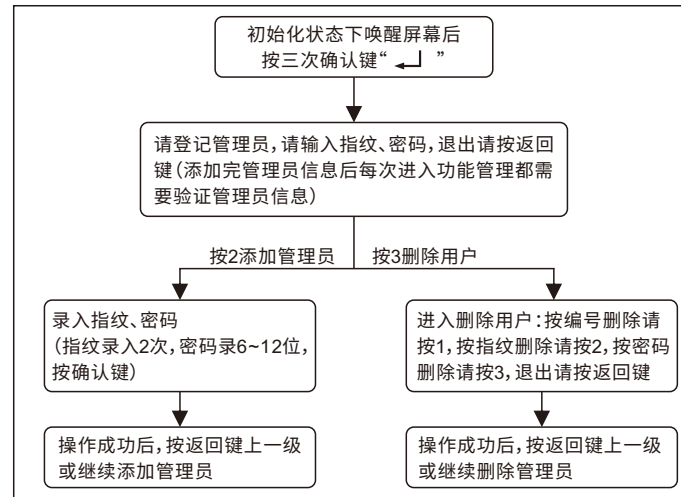 初始化状态下唤醒屏幕后
按三次确认键“ ↵ ”
请登记管理员，请输入指纹、密码，退出请按返回
键（添加完管理员信息后每次进入功能管理都需
要验证管理员信息）
按2添加管理员
按3删除用户
录入指纹、密码
（指纹录入2次，密码录6~12位，
按确认键）
进入删除用户：按编号删除请
按1，按指纹删除请按2，按密码
删除请按3，退出请按返回键
操作成功后，按返回键上一级
或继续添加管理员
操作成功后，按返回键上一级
或继续删除管理员